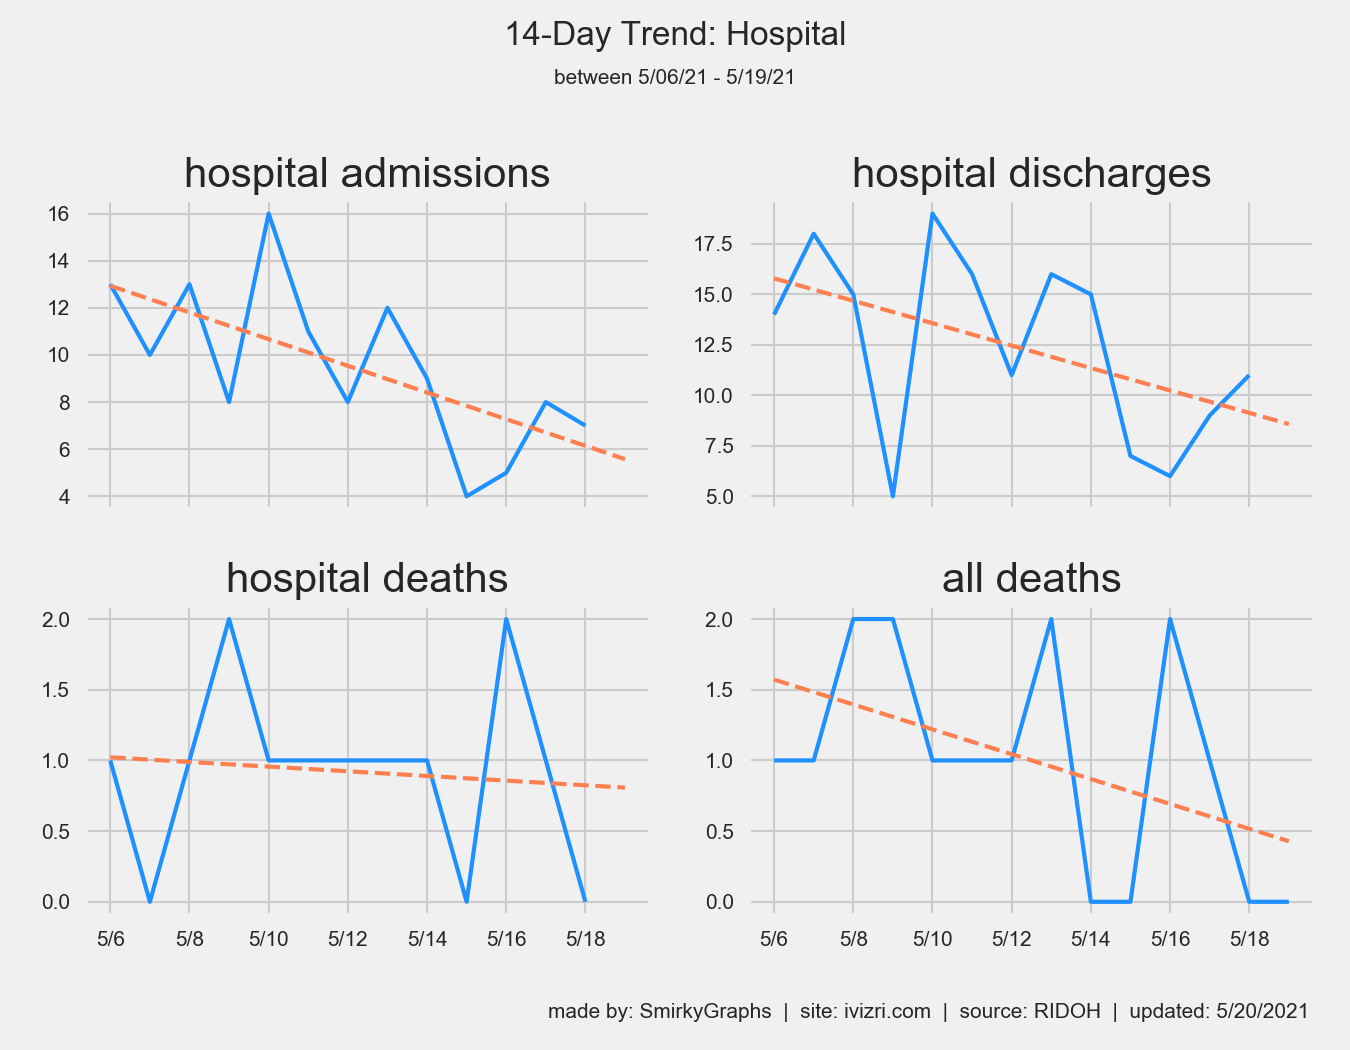 14-Day Trend: Hospital
between 5/06/21 - 5/19/21
hospital admissions
16
14
12
10
8
6
4
hospital discharges
17.5
15.0
12.5
10.0
7.5
5.0
hospital deaths
2.0
1.5
1.0
0.5
0.0
5/6 5/8 5/10 5/12 5/14 5/16 5/18
all deaths
2.0
1.5
1.0
0.5
0.0
5/6 5/8 5/10 5/12 5/14 5/16 5/18
made by: SmirkyGraphs | site: ivizri.com | source: RIDOH | updated: 5/20/2021